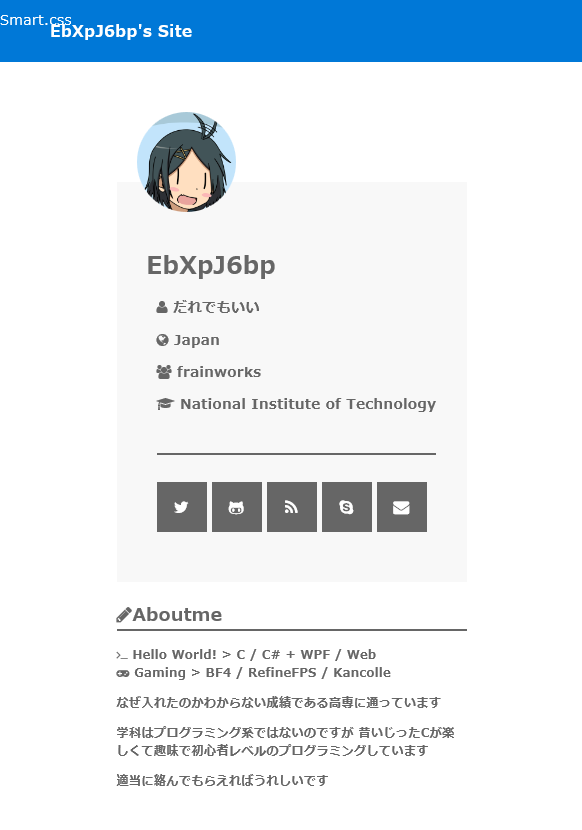 Smart.css
EbXpJ6bp's Site
EbXpJ6bp
だれでもいい
Japan
frainworks
National Institute of Technology
Aboutme
>_ Hello World! > C / C# + WPF / Web
Gaming > BF4 / RefineFPS / Kancolle
なぜ入れたのかわからない成績である高専に通っています
学科はプログラミング系ではないのですが 昔いじったCが楽
しくて趣味で初心者レベルのプログラミングしています
適当に絡んでもらえればうれしいです